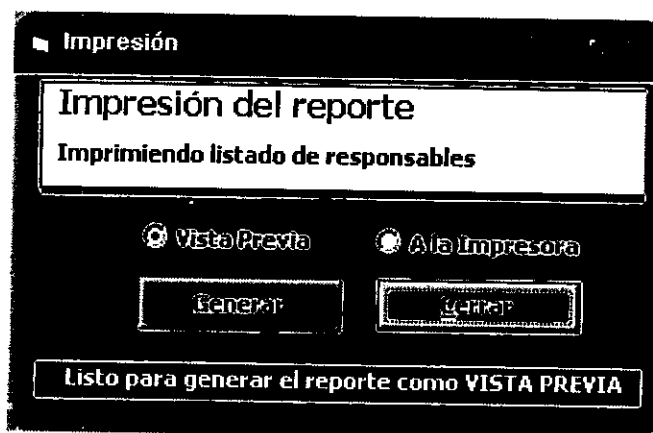 Impresión
Impresión del reporte
Imprimiendo listado de responsables
Vista Previa A la Impresora
Generar Cerrar
Listo para generar el reporte como VISTA PREVIA